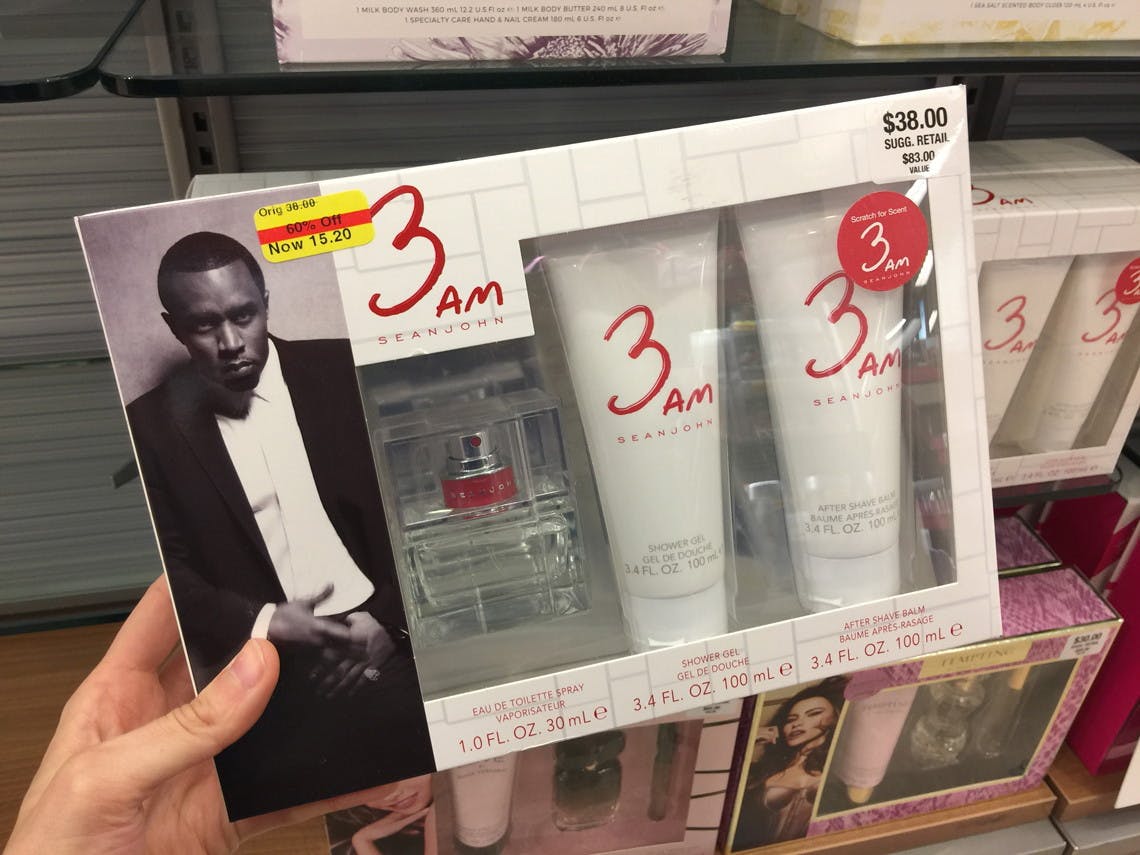 1 MILK BODY WASH 360 mL 12.2 U.S Fl oz ℮ 1 MILK BODY BUTTER 240 mL 8 U.S. Fl oz ℮
1 SPECIALTY CARE HAND & NAIL CREAM 180 mL 6 U.S. Fl oz ℮
$38.00
SUGG. RETAIL
$83.00
VALUE
Orig 38.00
60% Off
Now 15.20
3AM
SEANJOHN
Scratch for Scent
3AM
SEANJOHN
3AM
SEANJOHN
3AM
SEANJOHN
SEANJOHN
SHOWER GEL
GEL DE DOUCHE
3.4 FL. OZ. 100 mL ℮
AFTER SHAVE BALM
BAUME APRÈS-RASAGE
3.4 FL. OZ. 100 mL
EAU DE TOILETTE SPRAY
VAPORISATEUR
1.0 FL. OZ. 30 mL ℮
SHOWER GEL
GEL DE DOUCHE
3.4 FL. OZ. 100 mL ℮
AFTER SHAVE BALM
BAUME APRÈS-RASAGE
3.4 FL. OZ. 100 mL ℮
3AM
3AM
3AM
$30.00
TEMPTING